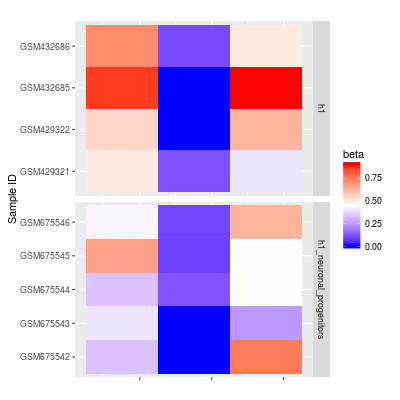 GSM432686
GSM432685
GSM429322
GSM429321
h1
GSM675546
GSM675545
GSM675544
GSM675543
GSM675542
h1_neuronal_progenitors
Sample ID
beta
0.75
0.50
0.25
0.00